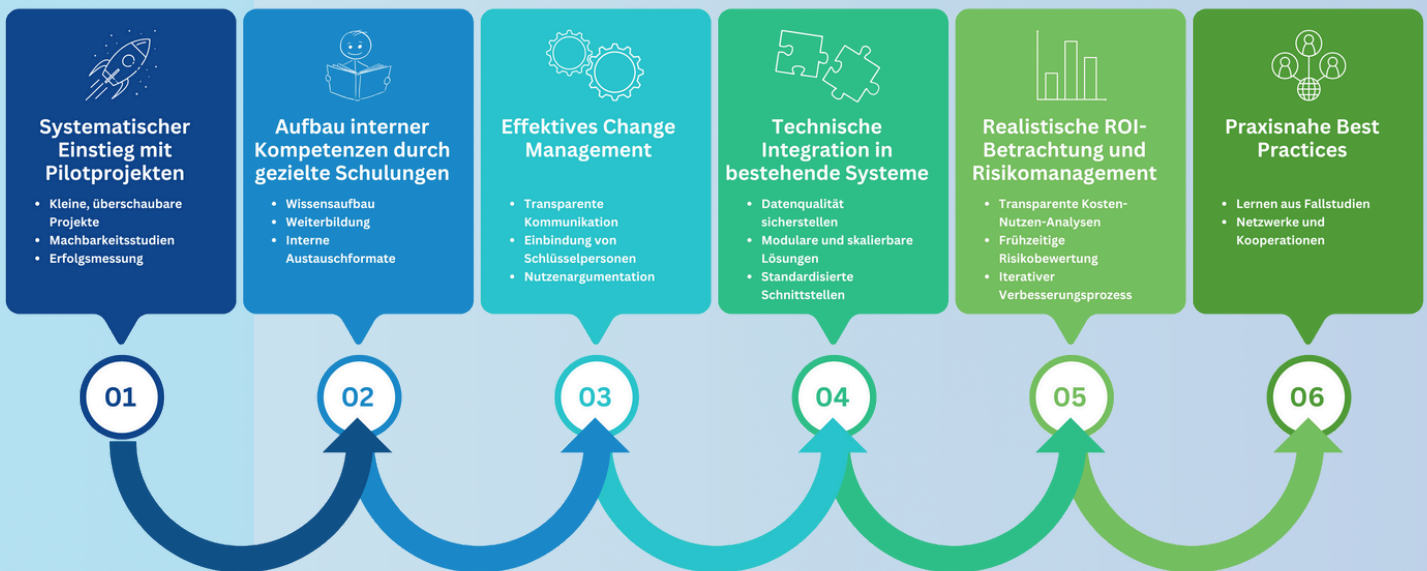 Systematischer
Einstieg mit
Pilotprojekten
• Kleine, überschaubare
Projekte
• Machbarkeitsstudien
• Erfolgsmessung
01
Aufbau interner
Kompetenzen durch
gezielte Schulungen
• Wissensaufbau
• Weiterbildung
• Interne
Austauschformate
02
Effektives Change
Management
• Transparente
Kommunikation
• Einbindung von
Schlüsselpersonen
• Nutzenargumentation
03
Technische
Integration in
bestehende Systeme
• Datenqualität
sicherstellen
• Modulare und skalierbare
Lösungen
• Standardisierte
Schnittstellen
04
Realistische ROI-
Betrachtung und
Risikomanagement
• Transparente Kosten-
Nutzen-Analysen
• Frühzeitige
Risikobewertung
• Iterativer
Verbesserungsprozess
05
Praxisnahe Best
Practices
• Lernen aus Fallstudien
• Netzwerke und
Kooperationen
06